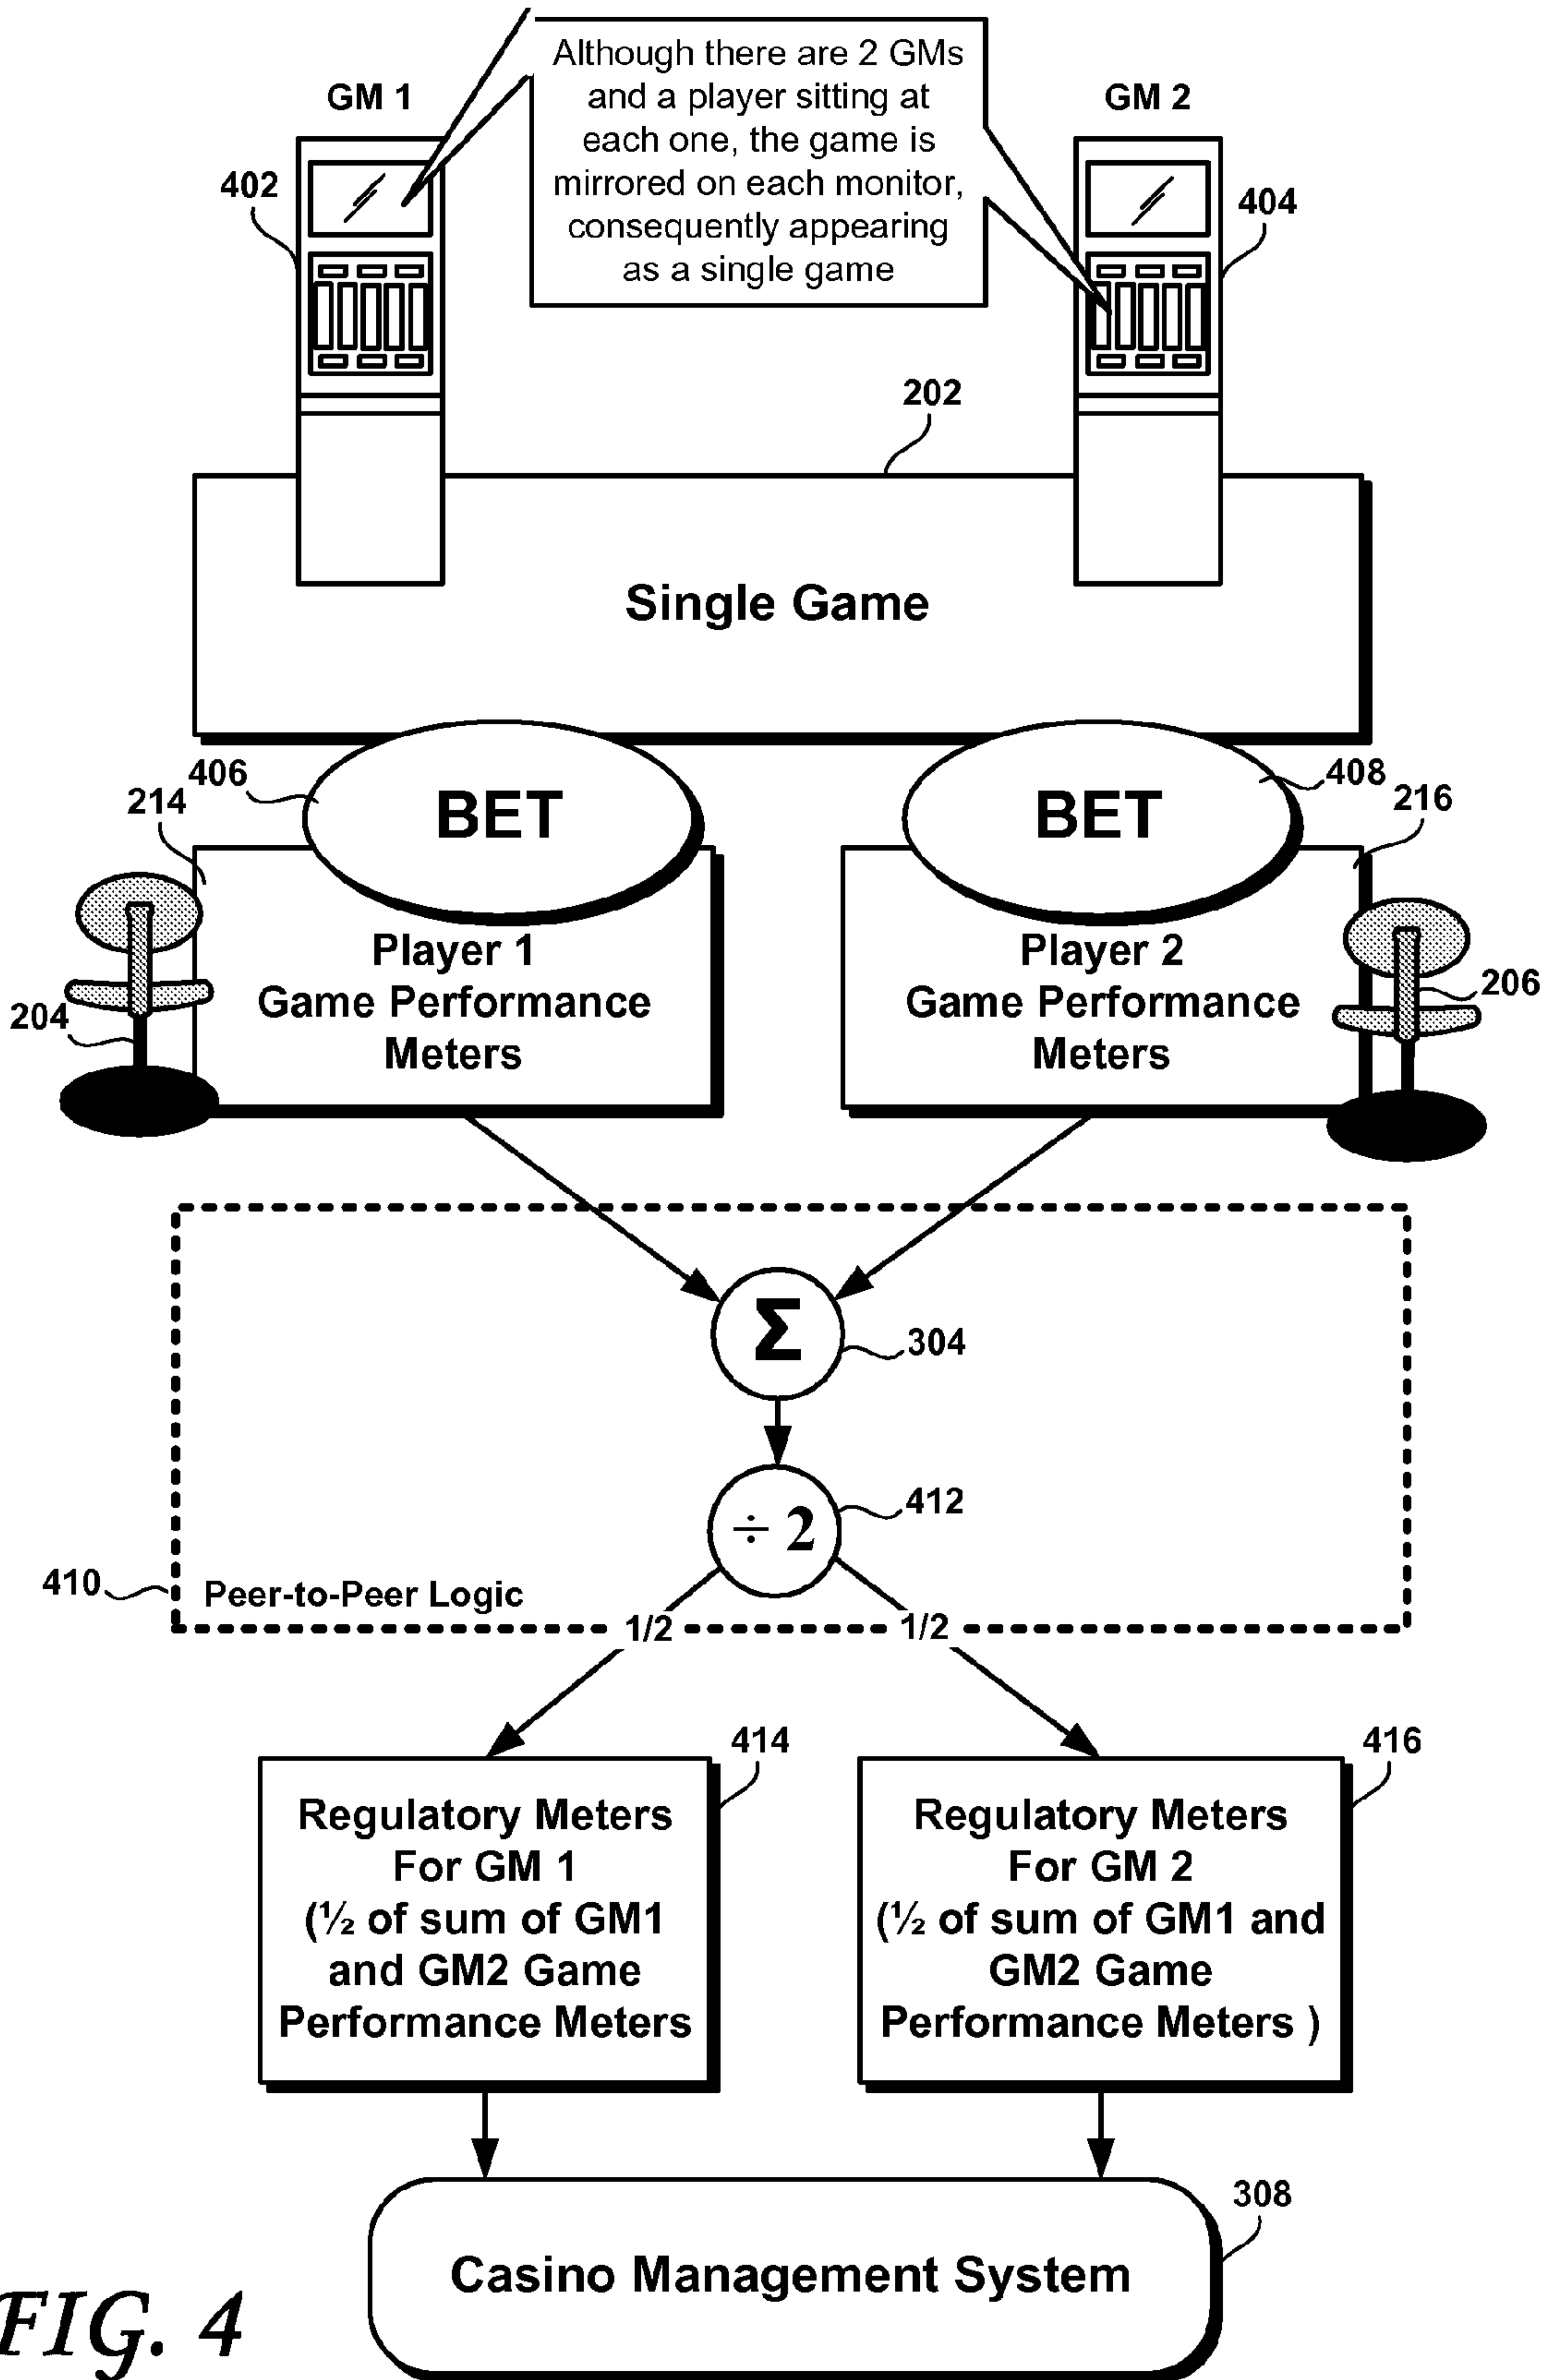 GM 1
GM 2
Although there are 2 GMs
and a player sitting at
each one, the game is
mirrored on each monitor,
consequently appearing
as a single game
402
404
202
Single Game
406
BET
BET
408
214
216
Player 1
Game Performance
Meters
Player 2
Game Performance
Meters
204
206
Σ
304
÷ 2
412
410
Peer-to-Peer Logic
1/2
1/2
414
416
Regulatory Meters
For GM 1
(½ of sum of GM1
and GM2 Game
Performance Meters
Regulatory Meters
For GM 2
(½ of sum of GM1 and
GM2 Game
Performance Meters )
308
Casino Management System
FIG. 4